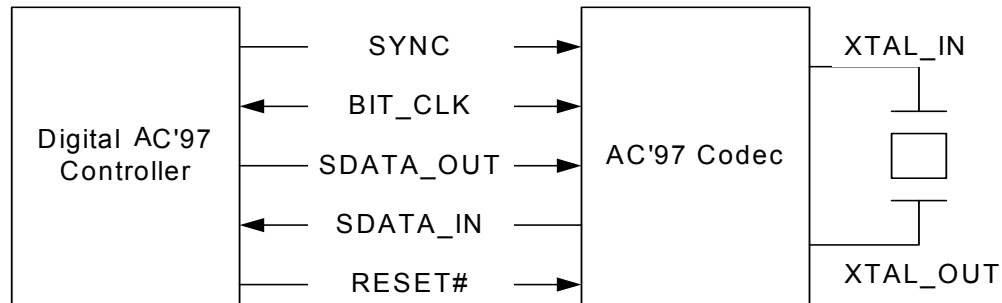 SYNC
XTAL_IN
BIT_CLK
Digital AC'97
Controller
AC'97 Codec
SDATA_OUT
SDATA_IN
RESET#
XTAL_OUT